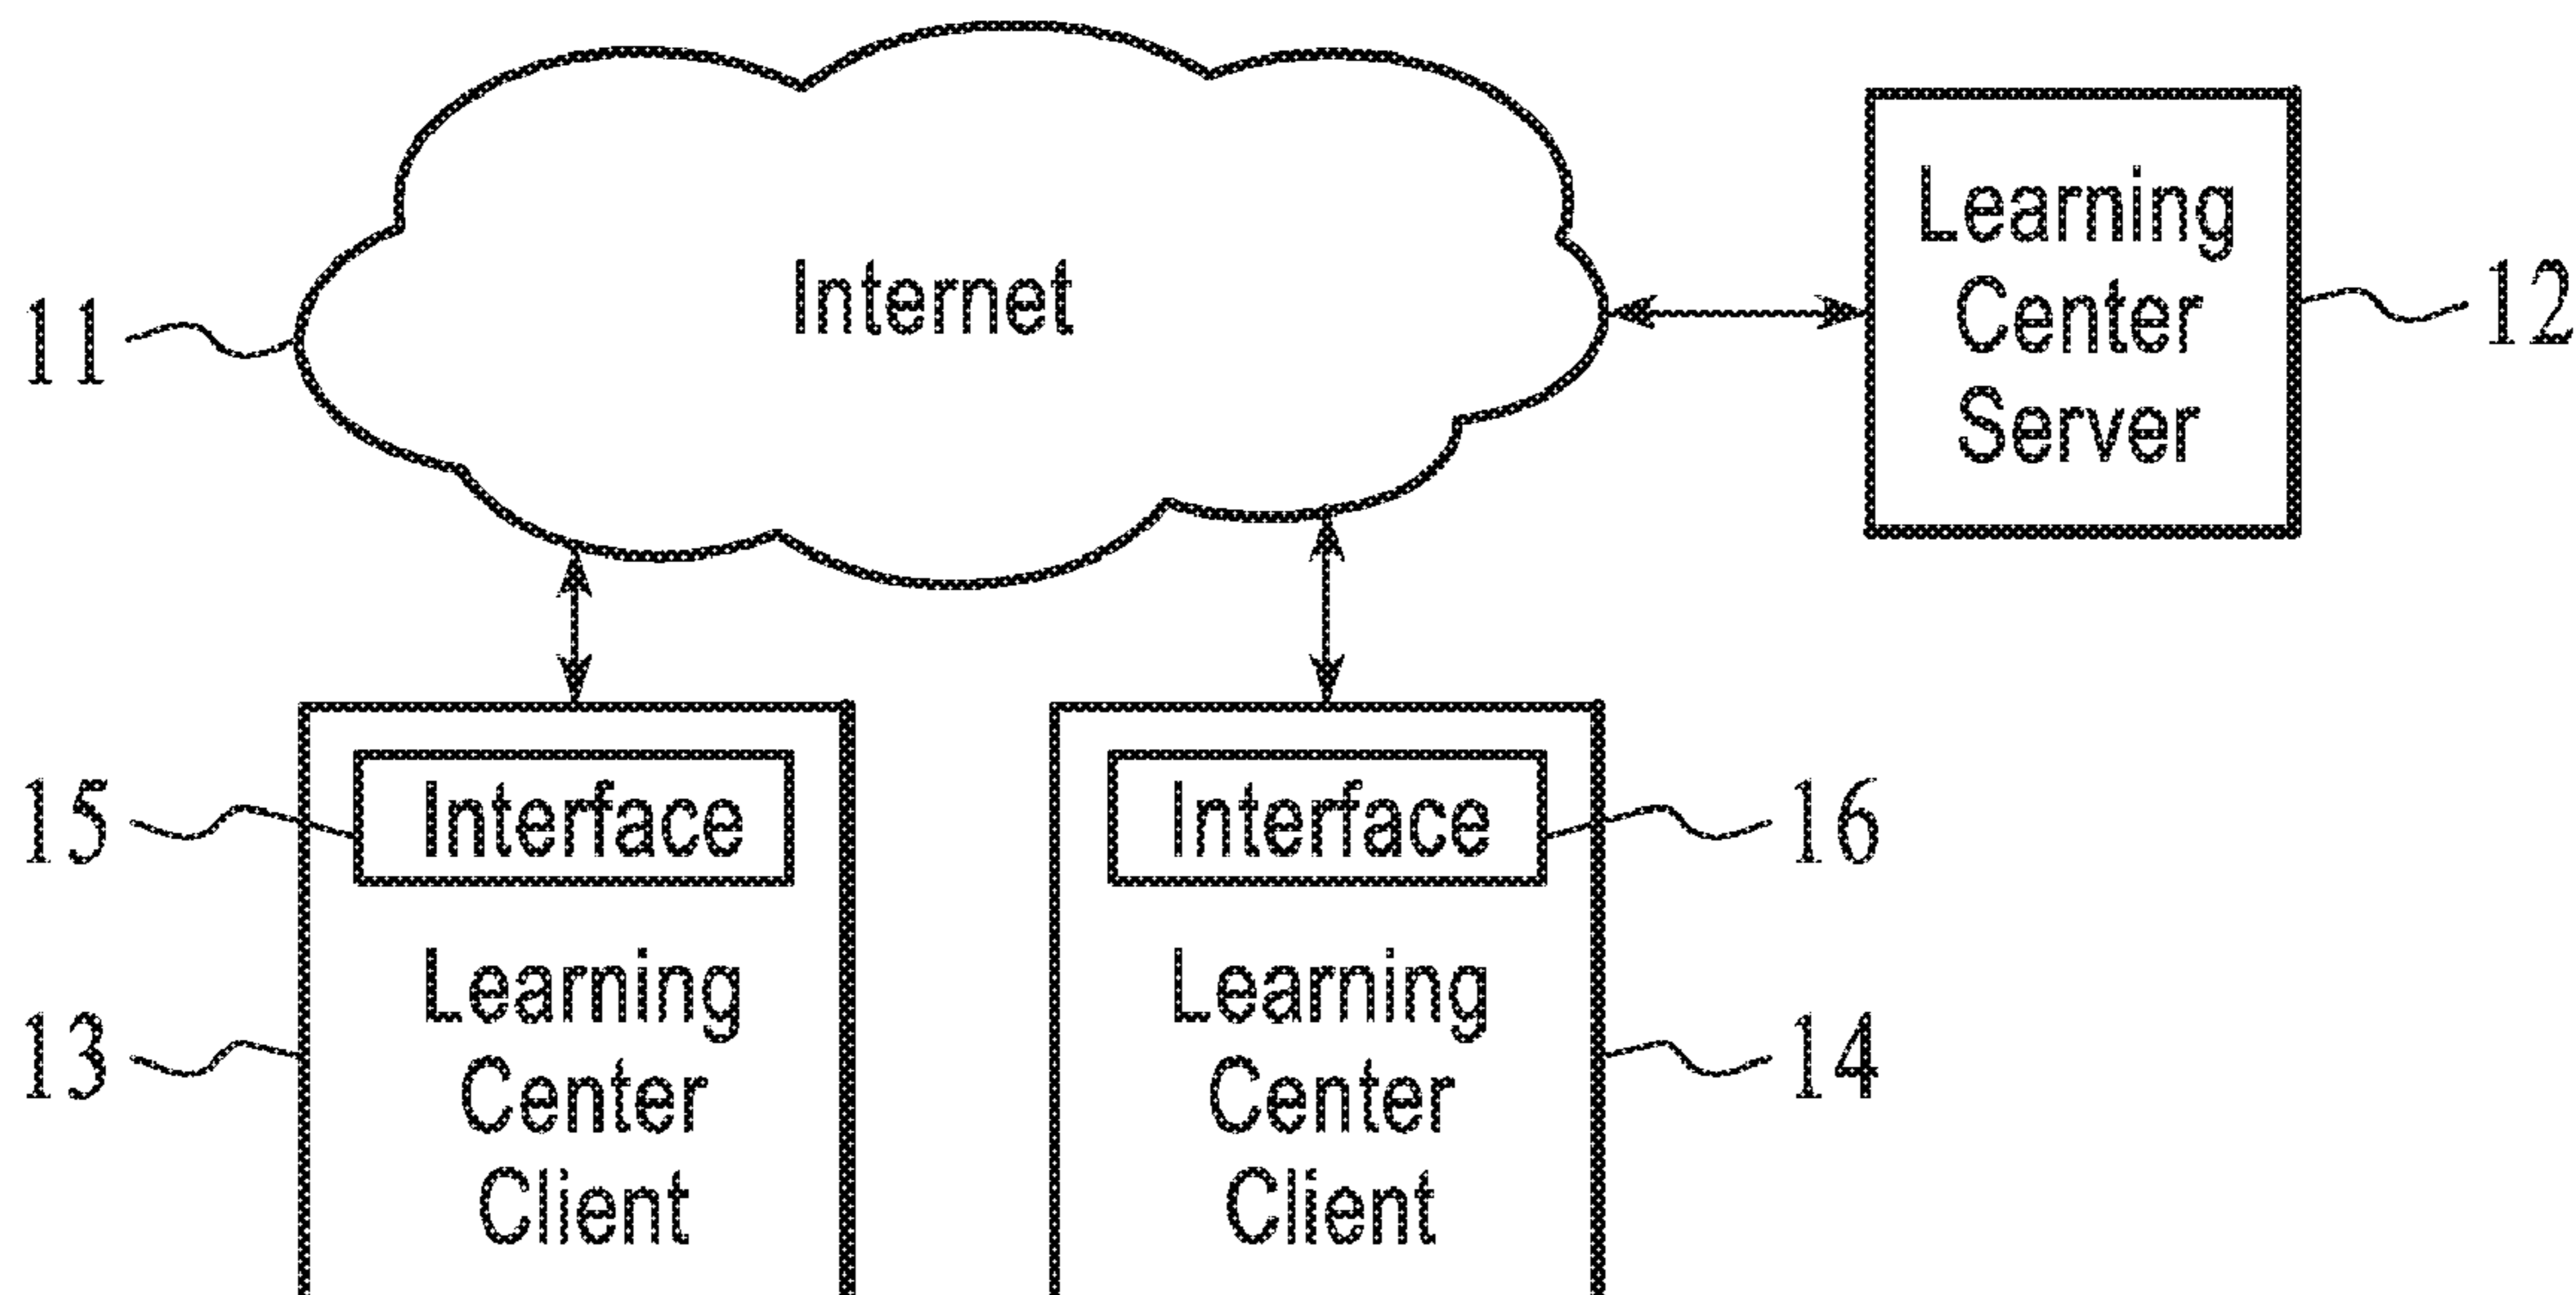 Internet
Learning
Center
Server
11
12
Interface
Interface
15
16
Learning
Center
Client
Learning
Center
Client
13
14